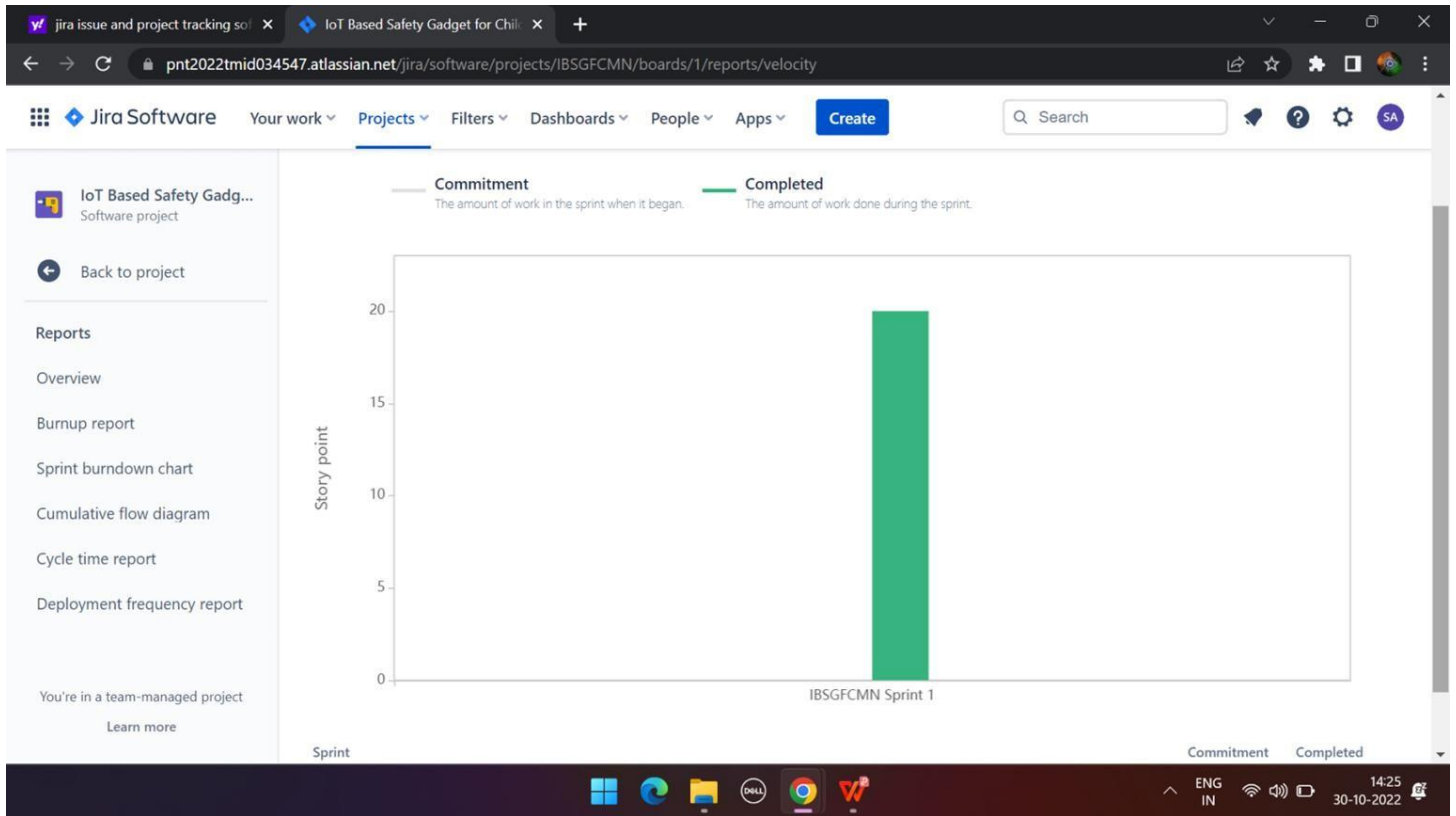 jira issue and project tracking sof
IoT Based Safety Gadget for Chil
pnt2022tmid034547.atlassian.net/jira/software/projects/IBSGFCMN/boards/1/reports/velocity
Jira Software Your work Projects Filters Dashboards People Apps Create Search SA
IoT Based Safety Gadg...
Software project
Back to project
Reports
Overview
Burnup report
Sprint burndown chart
Cumulative flow diagram
Cycle time report
Deployment frequency report
You're in a team-managed project
Learn more
Commitment
The amount of work in the sprint when it began.
Completed
The amount of work done during the sprint.
20
15
10
5
0
Story point
IBSGFCMN Sprint 1
Sprint Commitment Completed
DELL
ENG
IN
14:25
30-10-2022